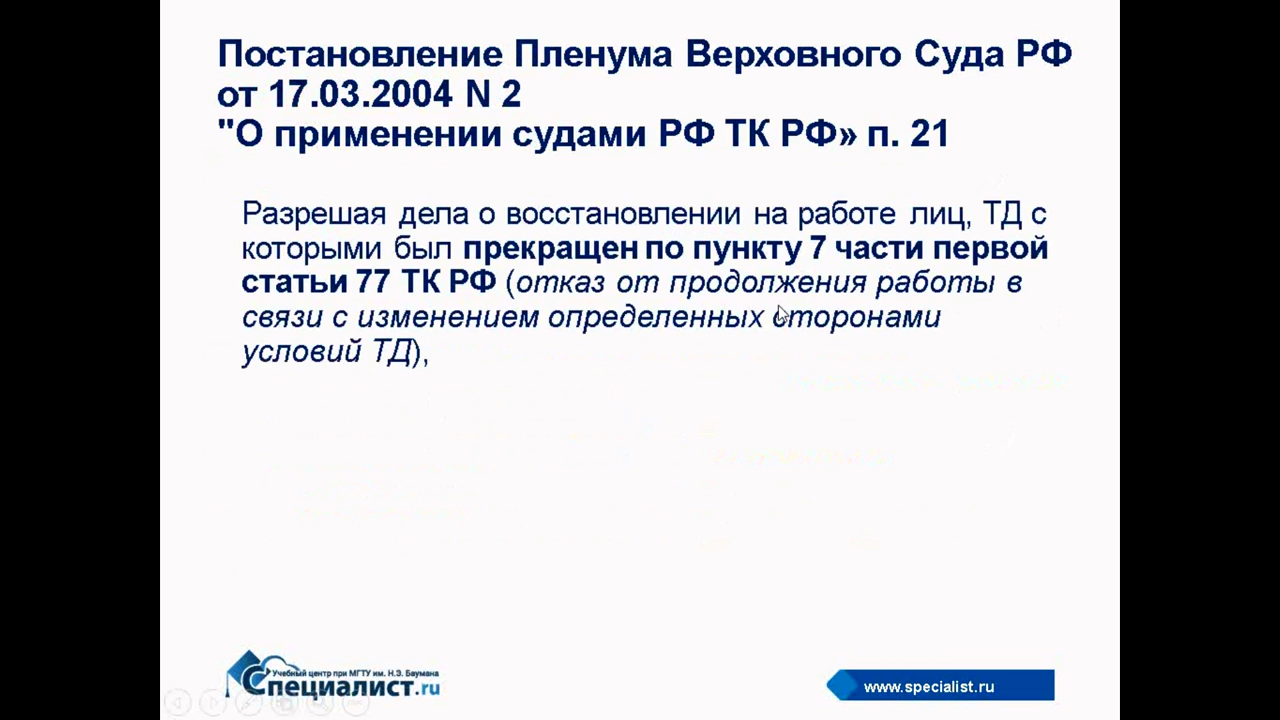 Постановление Пленума Верховного Суда РФ
от 17.03.2004 N 2
"О применении судами РФ ТК РФ» п. 21
Разрешая дела о восстановлении на работе лиц, ТД с
которыми был прекращен по пункту 7 части первой
статьи 77 ТК РФ (отказ от продолжения работы в
связи с изменением определенных сторонами
условий ТД),
Учебный центр при МГТУ им. Н.Э. Баумана
Специалист.ru
www.specialist.ru